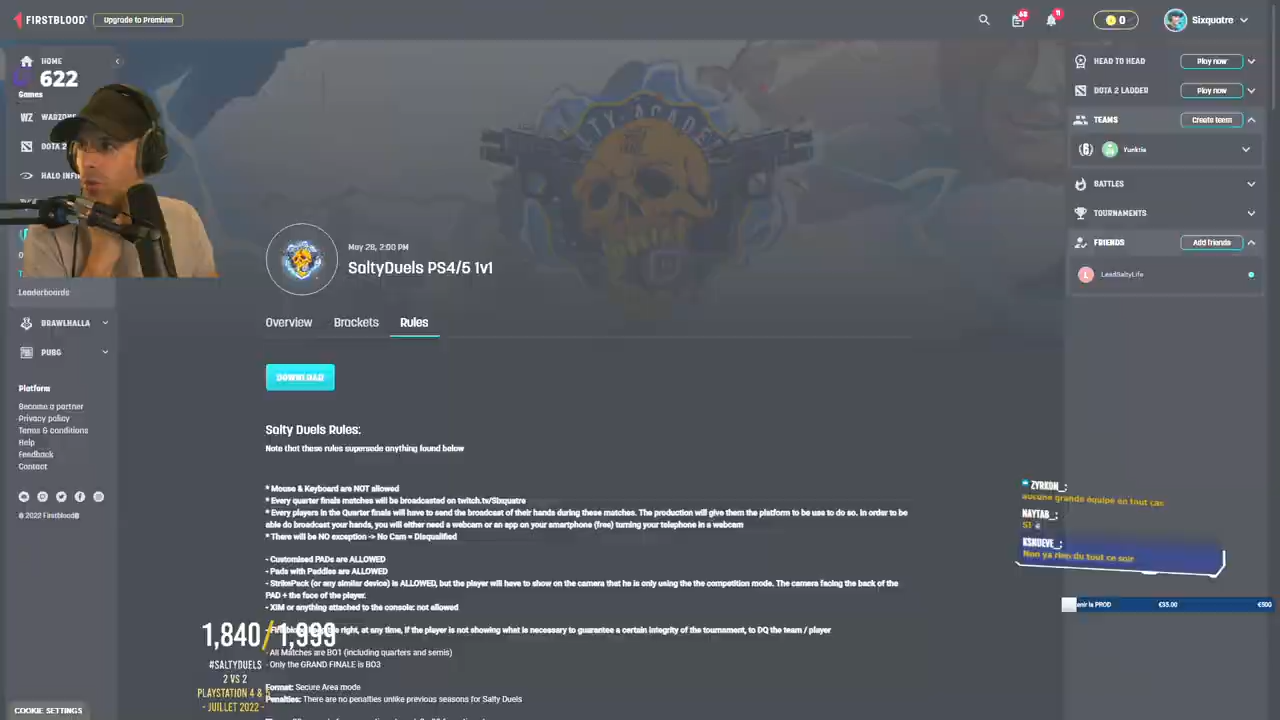 FIRSTBLOOD
Upgrade to Premium
68
11
0
Sixquatre
HOME
622
Games
WZ WARZONE
DOTA 2
HALO INFI
Leaderboards
BRAWLHALLA
PUBG
Platform
Become a partner
Privacy policy
Terms & conditions
Help
Feedback
Contact
© 2022 Firstblood®
COOKIE SETTINGS
May 28, 2:00 PM
SaltyDuels PS4/5 1v1
Overview Brackets Rules
DOWNLOAD
Salty Duels Rules:
Note that these rules supersede anything found below
* Mouse & Keyboard are NOT allowed
* Every quarter finals matches will be broadcasted on twitch.tv/Sixquatre
* Every players in the Quarter finals will have to send the broadcast of their hands during these matches. The production will give them the platform to be use to do so. In order to be
able do broadcast your hands, you will either need a webcam or an app on your smartphone (free) turning your telephone in a webcam
* There will be NO exception -> No Cam = Disqualified
- Customised PADs are ALLOWED
- Pads with Paddles are ALLOWED
- StrikePack (or any similar device) is ALLOWED, but the player will have to show on the camera that he is only using the the competition mode. The camera facing the back of the
PAD + the face of the player.
- XIM or anything attached to the console: not allowed
right, at any time, if the player is not showing what is necessary to guarantee a certain integrity of the tournament, to DQ the team / player
- All Matches are BO1 (including quarters and semis)
- Only the GRAND FINALE is BO3
Format: Secure Area mode
Penalties: There are no penalties unlike previous seasons for Salty Duels
1,840/1,999
#SALTYDUELS
2 VS 2
PLAYSTATION 4 & 5
- JUILLET 2022 -
HEAD TO HEAD Play now
DOTA 2 LADDER Play now
TEAMS Create team
Yunktis
BATTLES
TOURNAMENTS
FRIENDS Add friends
L LeadSaltyLife
ZYRKON_:
aucune grande équipe en tout cas
NAYTAB_:
S1
KSNUEVE_:
Non ya rien du tout ce soir
enir la PROD €35.00 €500